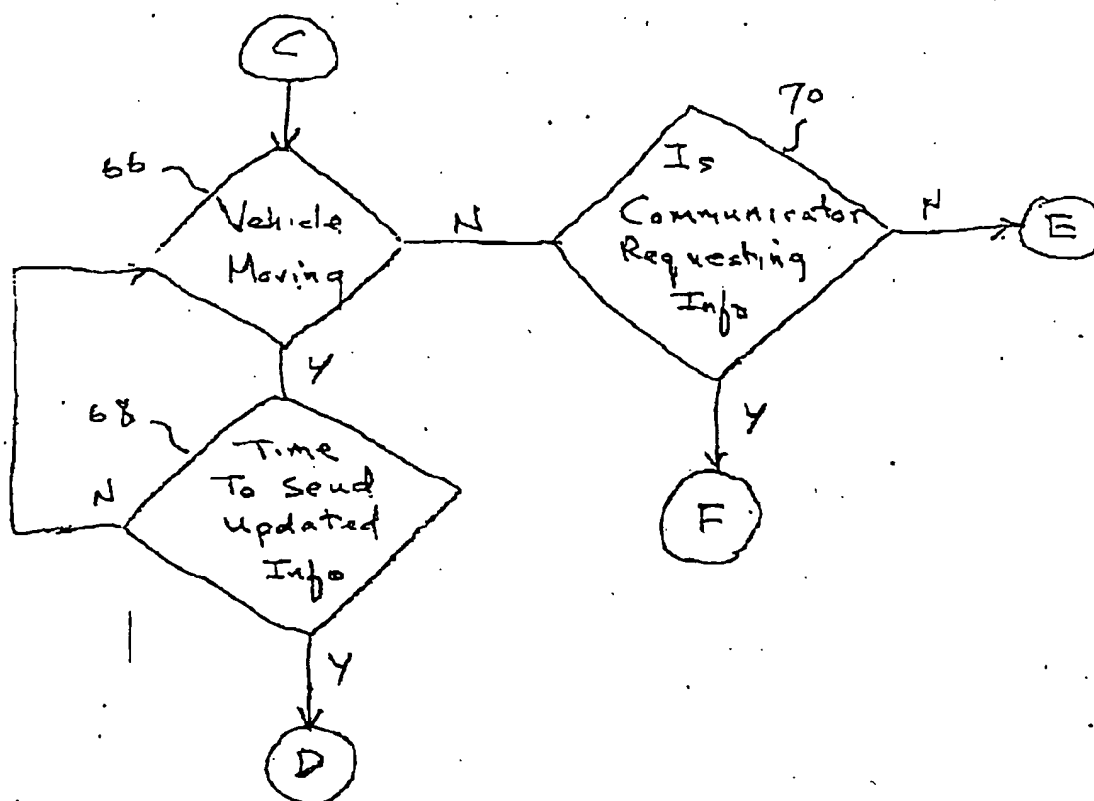 C
66
Vehicle
Moving
N
Y
70
Is
Communicator
Requesting
Info
N
E
Y
F
68
Time
To Send
Updated
Info
N
Y
D